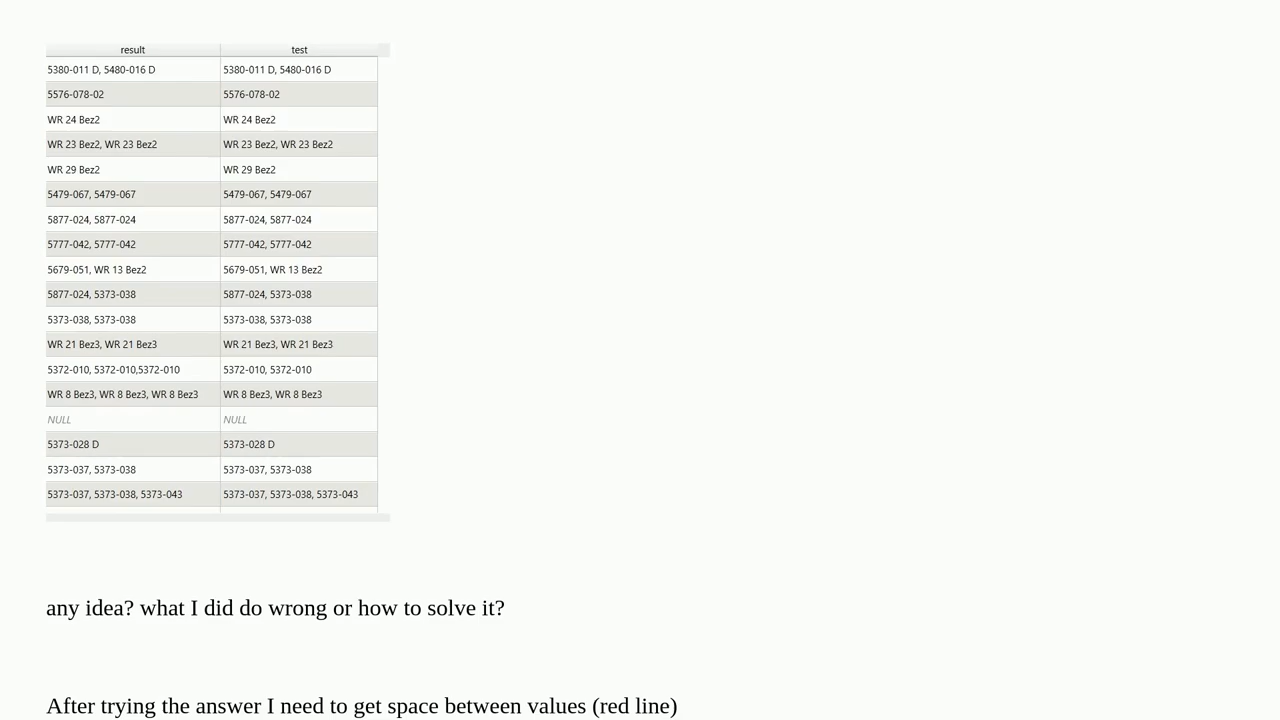 result test
5380-011 D, 5480-016 D 5380-011 D, 5480-016 D
5576-078-02 5576-078-02
WR 24 Bez2 WR 24 Bez2
WR 23 Bez2, WR 23 Bez2 WR 23 Bez2, WR 23 Bez2
WR 29 Bez2 WR 29 Bez2
5479-067, 5479-067 5479-067, 5479-067
5877-024, 5877-024 5877-024, 5877-024
5777-042, 5777-042 5777-042, 5777-042
5679-051, WR 13 Bez2 5679-051, WR 13 Bez2
5877-024, 5373-038 5877-024, 5373-038
5373-038, 5373-038 5373-038, 5373-038
WR 21 Bez3, WR 21 Bez3 WR 21 Bez3, WR 21 Bez3
5372-010, 5372-010,5372-010 5372-010, 5372-010
WR 8 Bez3, WR 8 Bez3, WR 8 Bez3 WR 8 Bez3, WR 8 Bez3
NULL NULL
5373-028 D 5373-028 D
5373-037, 5373-038 5373-037, 5373-038
5373-037, 5373-038, 5373-043 5373-037, 5373-038, 5373-043
any idea? what I did do wrong or how to solve it?
After trying the answer I need to get space between values (red line)